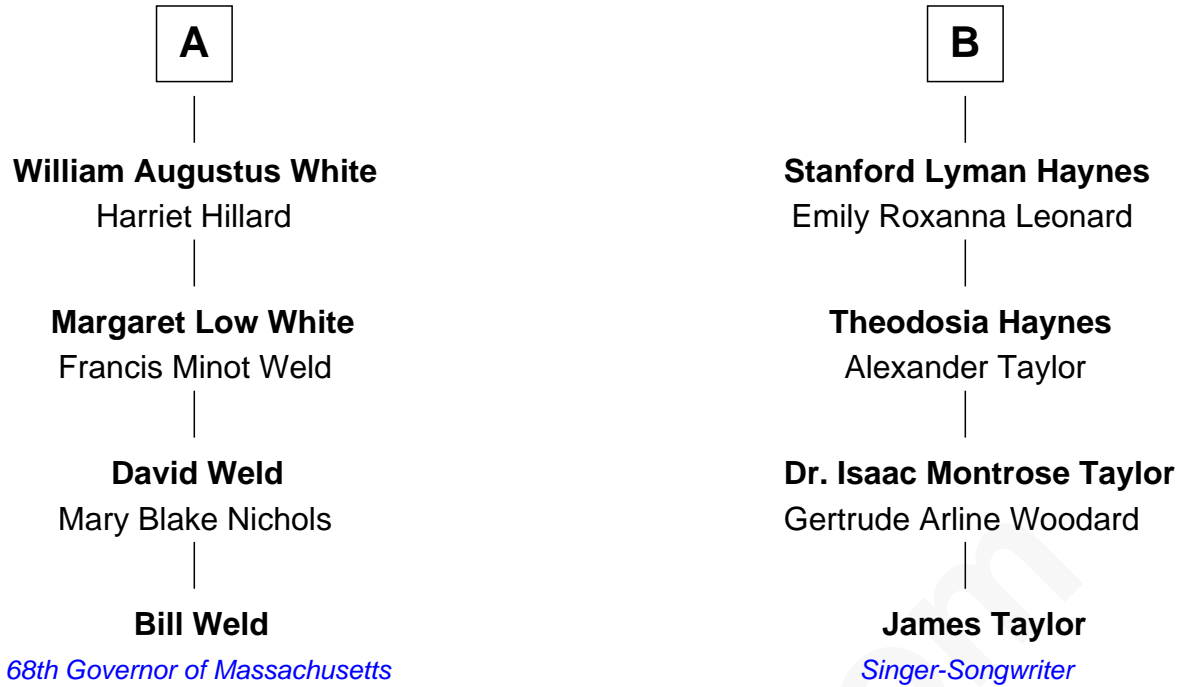 A
William Augustus White
Harriet Hillard
Margaret Low White
Francis Minot Weld
David Weld
Mary Blake Nichols
Bill Weld
68th Governor of Massachusetts
B
Stanford Lyman Haynes
Emily Roxanna Leonard
Theodosia Haynes
Alexander Taylor
Dr. Isaac Montrose Taylor
Gertrude Arline Woodard
James Taylor
Singer-Songwriter